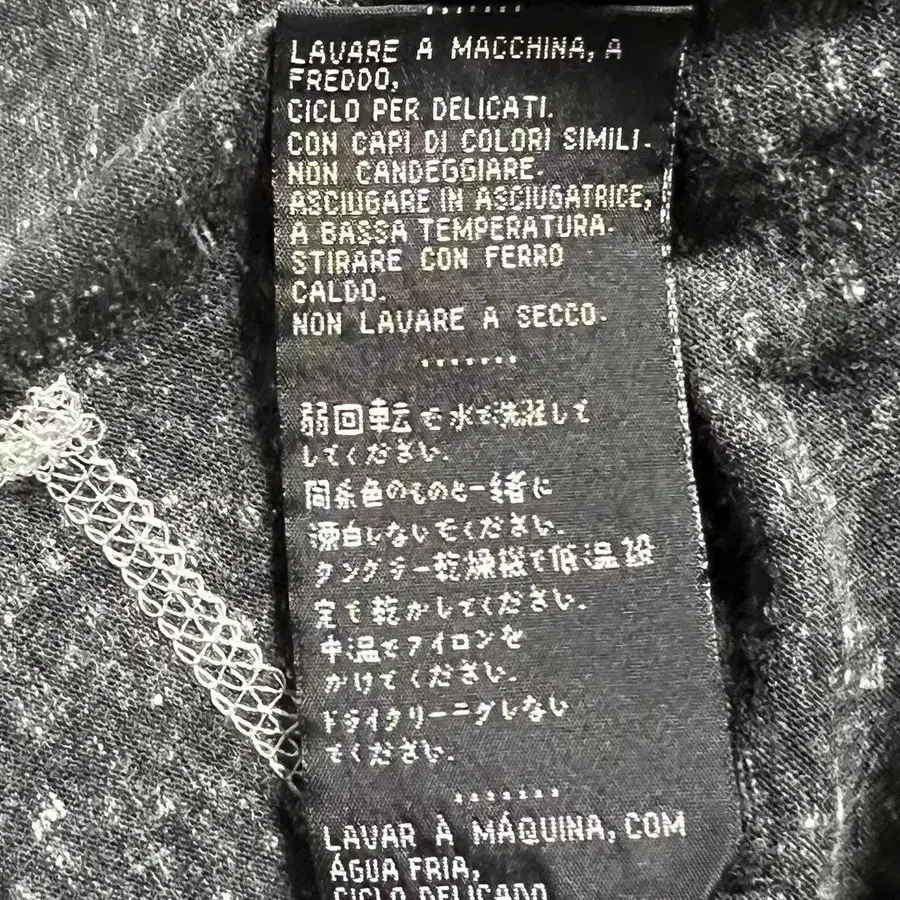 LAVARE A MACCHINA, A
FREDDO,
CICLO PER DELICATI.
CON CAPI DI COLORI SIMILI.
NON CANDEGGIARE.
ASCIUGARE IN ASCIUGATRICE,
A BASSA TEMPERATURA.
STIRARE CON FERRO
CALDO.
NON LAVARE A SECCO.
弱回転で水で洗濯して
してください.
同系色のものと一緒に
漂白しないでください.
タングラー乾燥機で低温設
定で乾かしてください.
中温でアイロンを
かけてください.
ドライクリーニグしない
てください.
LAVAR À MÁQUINA, COM
ÁGUA FRIA,
CICLO DELICADO